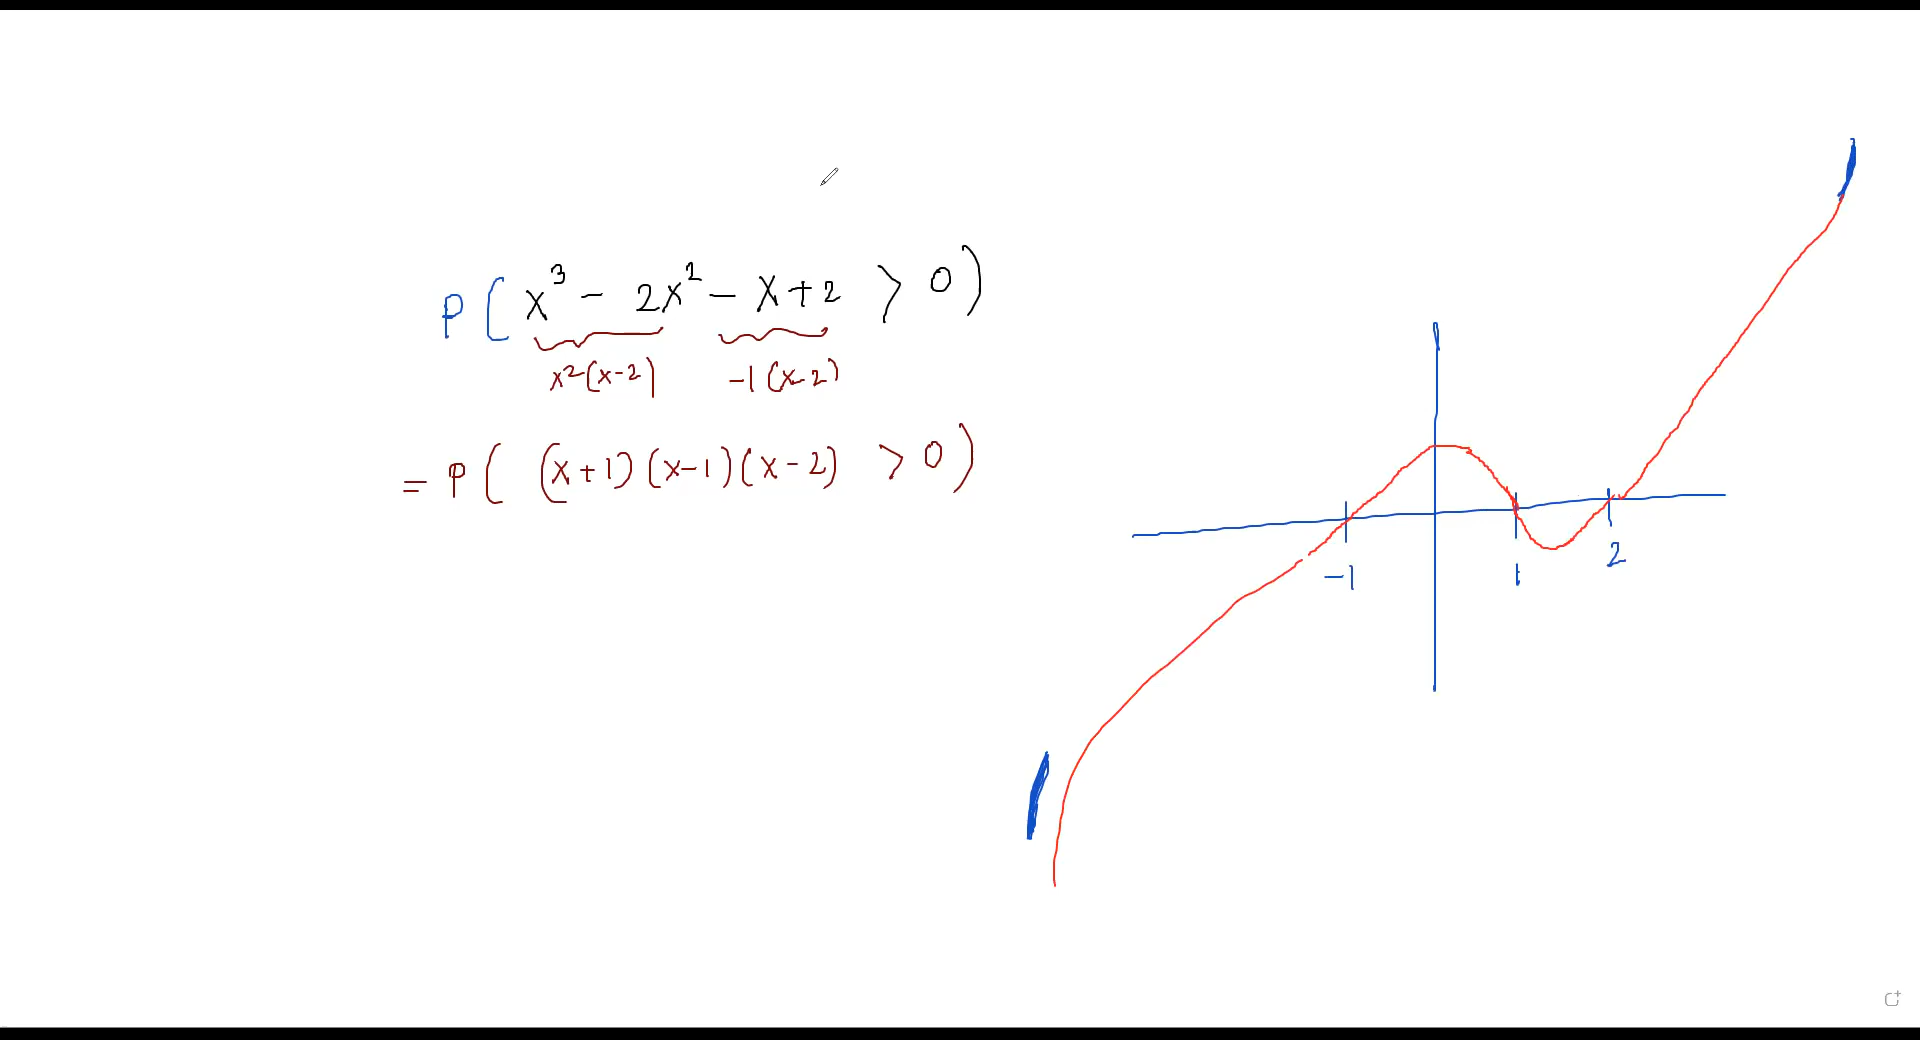 P(x³ - 2x² - x + 2 > 0)
x²(x-2) -1(x-2)
= P((x+1)(x-1)(x-2) > 0)
-1 1 2